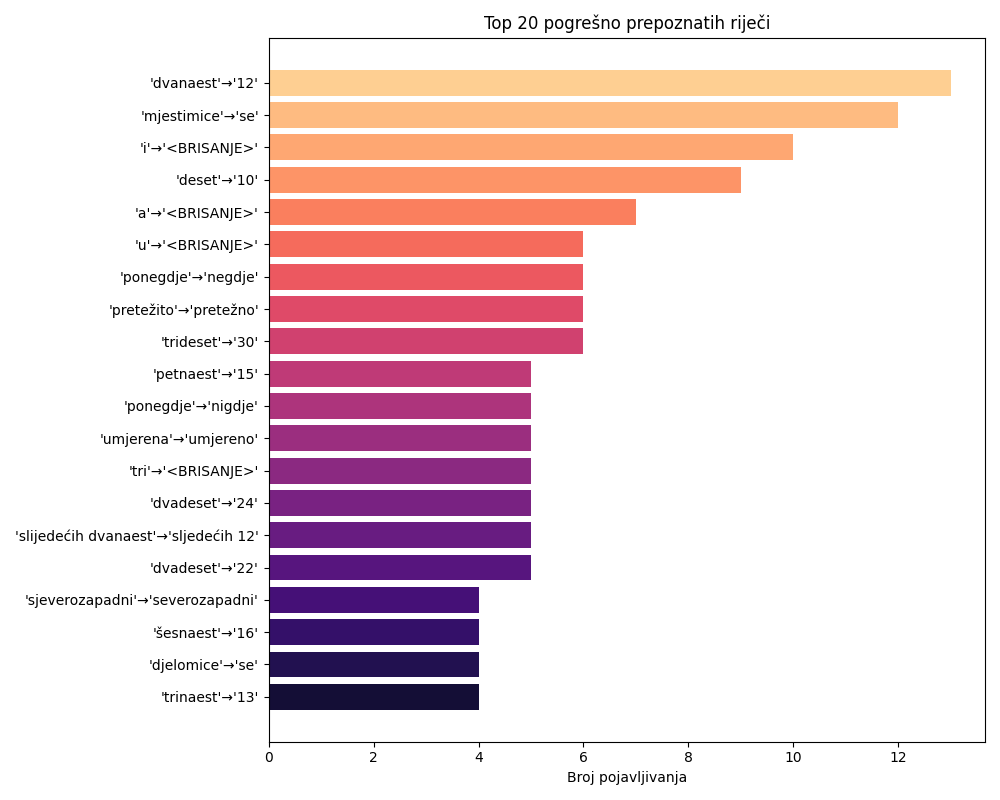 Top 20 pogrešno prepoznatih riječi
'dvanaest'→'12'
'mjestimice'→'se'
'i'→'<BRISANJE>'
'deset'→'10'
'a'→'<BRISANJE>'
'u'→'<BRISANJE>'
'ponegdje'→'negdje'
'pretežito'→'pretežno'
'trideset'→'30'
'petnaest'→'15'
'ponegdje'→'nigdje'
'umjerena'→'umjereno'
'tri'→'<BRISANJE>'
'dvadeset'→'24'
'slijedećih dvanaest'→'sljedećih 12'
'dvadeset'→'22'
'sjeverozapadni'→'severozapadni'
'šesnaest'→'16'
'djelomice'→'se'
'trinaest'→'13'
0 2 4 6 8 10 12
Broj pojavljivanja